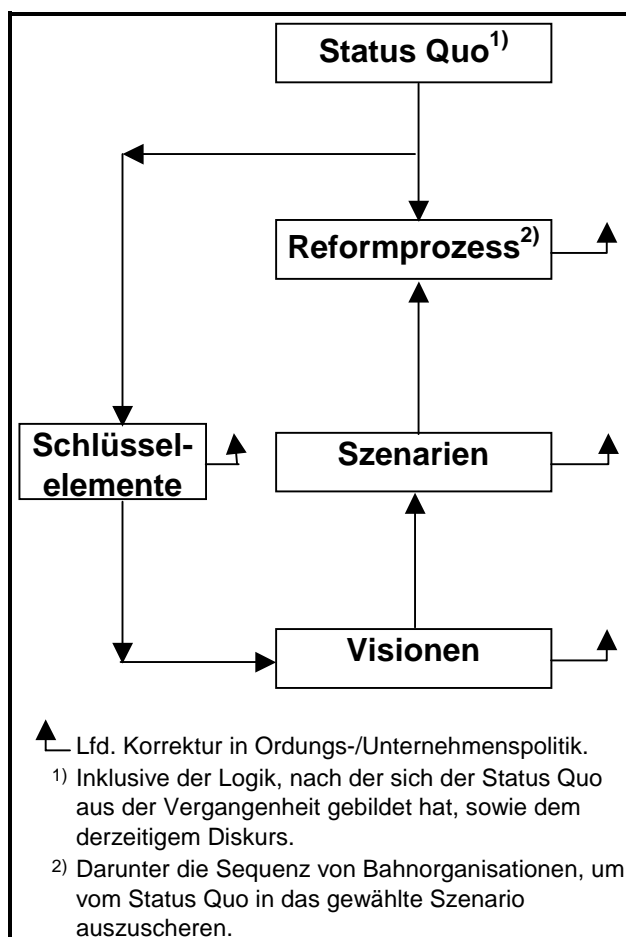 Status Quo1)
Reformprozess2)
Schlüssel-
elemente
Szenarien
Visionen
Lfd. Korrektur in Ordungs-/Unternehmenspolitik.
1) Inklusive der Logik, nach der sich der Status Quo
aus der Vergangenheit gebildet hat, sowie dem
derzeitigem Diskurs.
2) Darunter die Sequenz von Bahnorganisationen, um
vom Status Quo in das gewählte Szenario
auszuscheren.